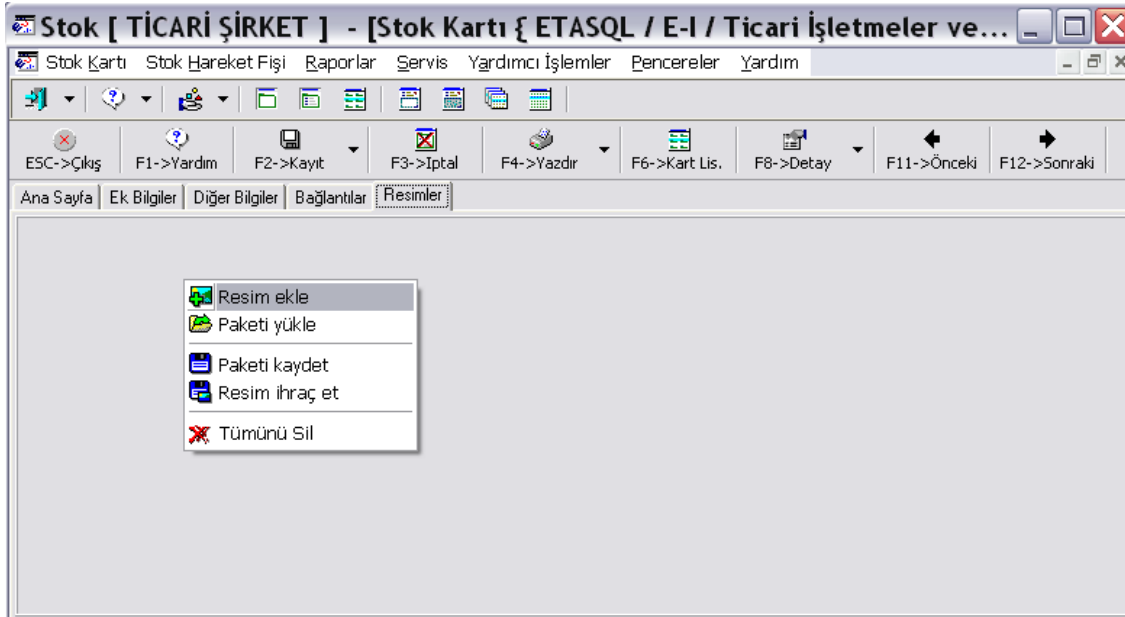 Stok [ TİCARİ ŞİRKET ] - [Stok Kartı { ETASQL / E-I / Ticari İşletmeler ve...
Stok Kartı Stok Hareket Fişi Raporlar Servis Yardımcı İşlemler Pencereler Yardım
ESC->Çıkış F1->Yardım F2->Kayıt F3->Iptal F4->Yazdır F6->Kart Lis. F8->Detay F11->Önceki F12->Sonraki
Ana Sayfa Ek Bilgiler Diğer Bilgiler Bağlantılar Resimler
Resim ekle
Paketi yükle
Paketi kaydet
Resim ihraç et
Tümünü Sil